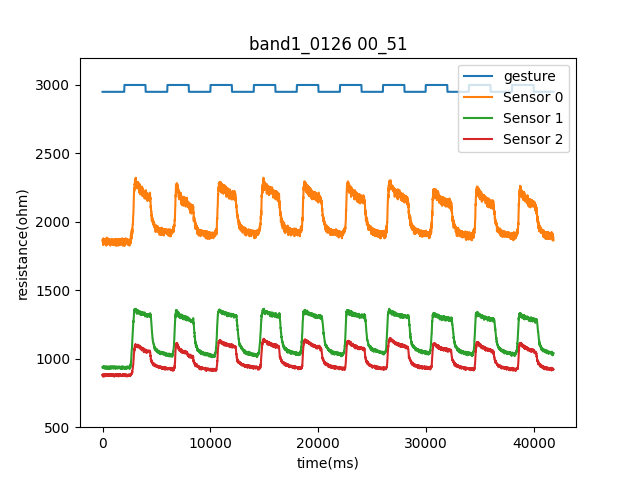 band1_0126 00_51
3000
2500
2000
1500
1000
500
resistance(ohm)
0
10000
20000
30000
40000
time(ms)
gesture
Sensor 0
Sensor 1
Sensor 2